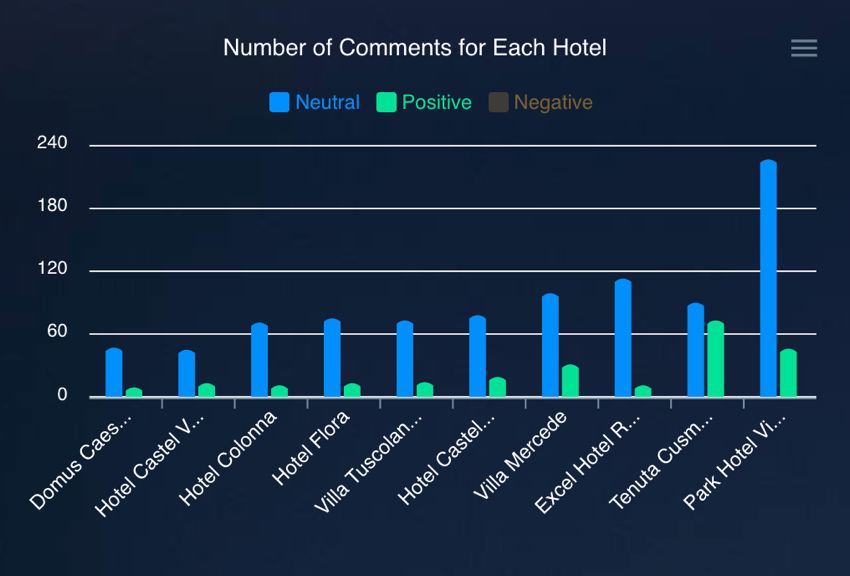 Number of Comments for Each Hotel
Neutral Positive Negative
240
180
120
60
0
Domus Caes...
Hotel Castel V...
Hotel Colonna
Hotel Flora
Villa Tuscolan...
Hotel Castel...
Villa Mercede
Excel Hotel R...
Tenuta Cusm...
Park Hotel Vi...